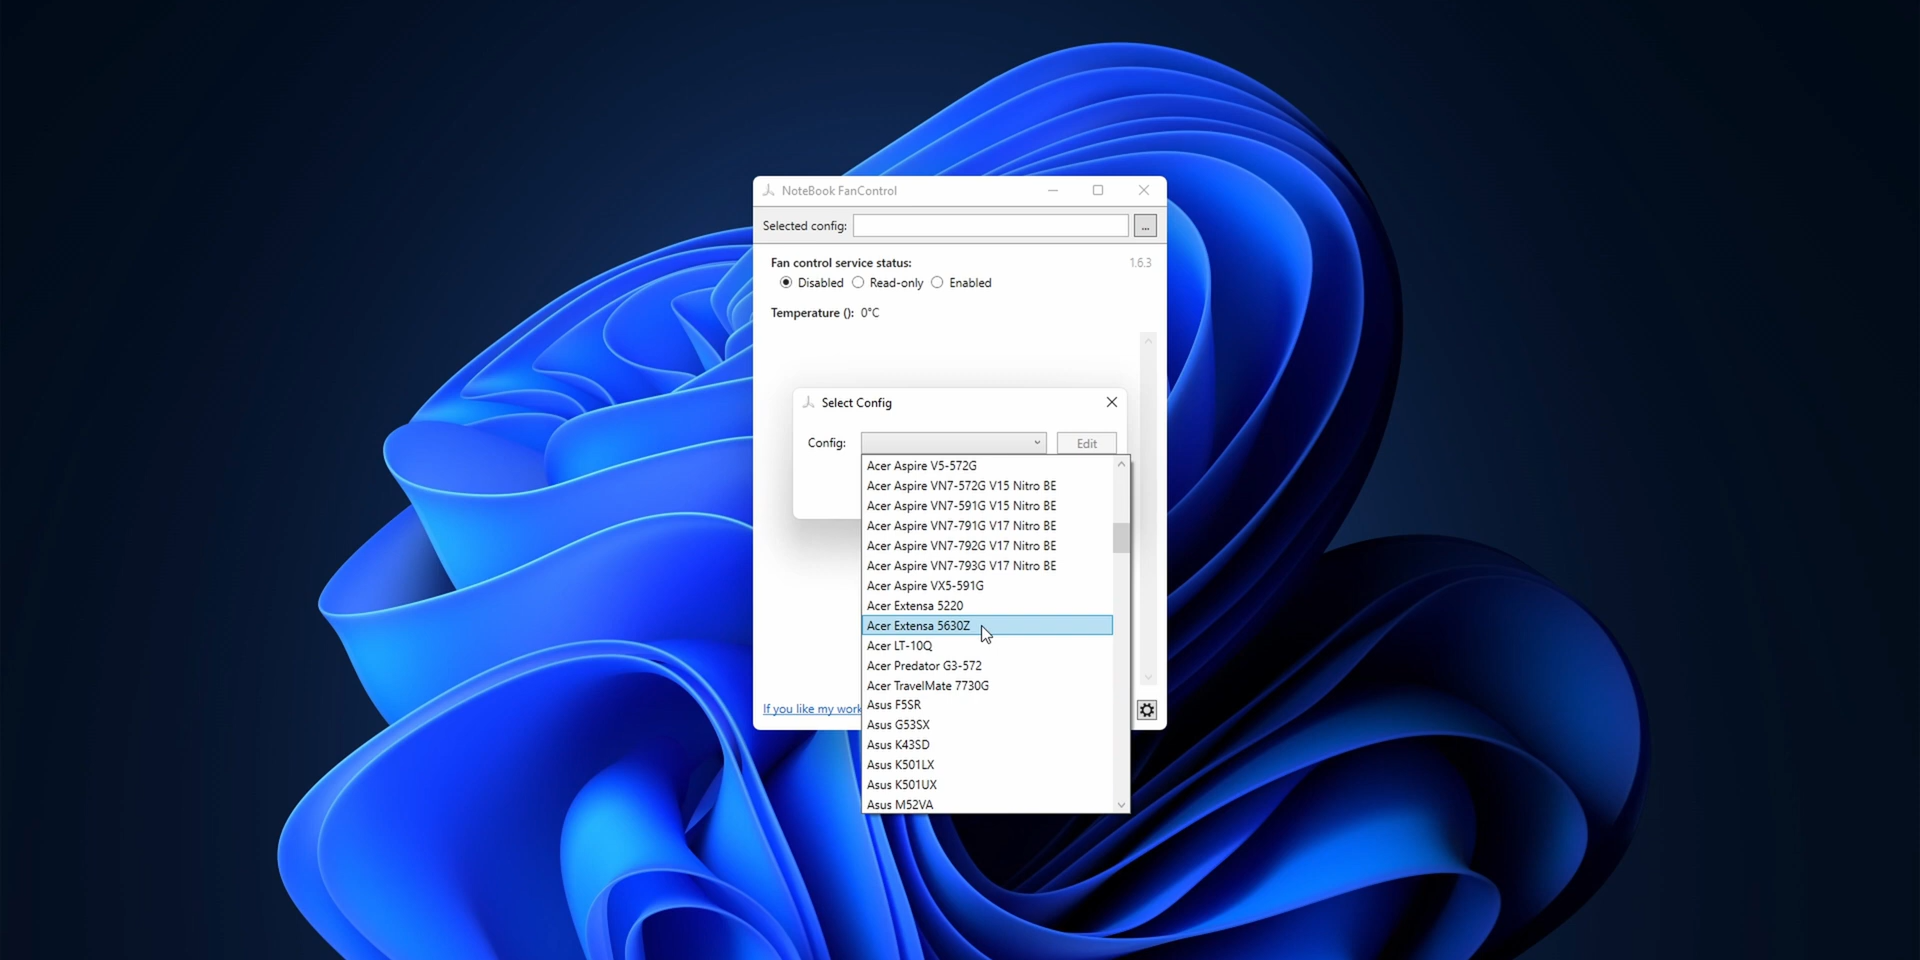 NoteBook FanControl
Selected config:
...
Fan control service status:
1.6.3
Disabled Read-only Enabled
Temperature (): 0°C
Select Config
Config:
Edit
Acer Aspire V5-572G
Acer Aspire VN7-572G V15 Nitro BE
Acer Aspire VN7-591G V15 Nitro BE
Acer Aspire VN7-791G V17 Nitro BE
Acer Aspire VN7-792G V17 Nitro BE
Acer Aspire VN7-793G V17 Nitro BE
Acer Aspire VX5-591G
Acer Extensa 5220
Acer Extensa 5630Z
Acer LT-10Q
Acer Predator G3-572
Acer TravelMate 7730G
Asus F5SR
Asus G53SX
Asus K43SD
Asus K501LX
Asus K501UX
Asus M52VA
If you like my work